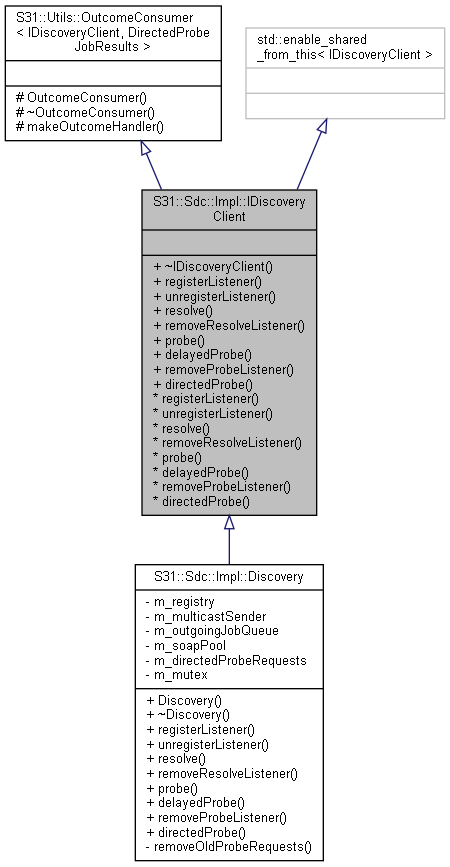 S31::Utils::OutcomeConsumer
< IDiscoveryClient, DirectedProbe
JobResults >
# OutcomeConsumer()
# ~OutcomeConsumer()
# makeOutcomeHandler()
std::enable_shared
_from_this< IDiscoveryClient >
S31::Sdc::Impl::IDiscovery
Client
+ ~IDiscoveryClient()
+ registerListener()
+ unregisterListener()
+ resolve()
+ removeResolveListener()
+ probe()
+ delayedProbe()
+ removeProbeListener()
+ directedProbe()
* registerListener()
* unregisterListener()
* resolve()
* removeResolveListener()
* probe()
* delayedProbe()
* removeProbeListener()
* directedProbe()
S31::Sdc::Impl::Discovery
- m_registry
- m_multicastSender
- m_outgoingJobQueue
- m_soapPool
- m_directedProbeRequests
- m_mutex
+ Discovery()
+ ~Discovery()
+ registerListener()
+ unregisterListener()
+ resolve()
+ removeResolveListener()
+ probe()
+ delayedProbe()
+ removeProbeListener()
+ directedProbe()
- removeOldProbeRequests()